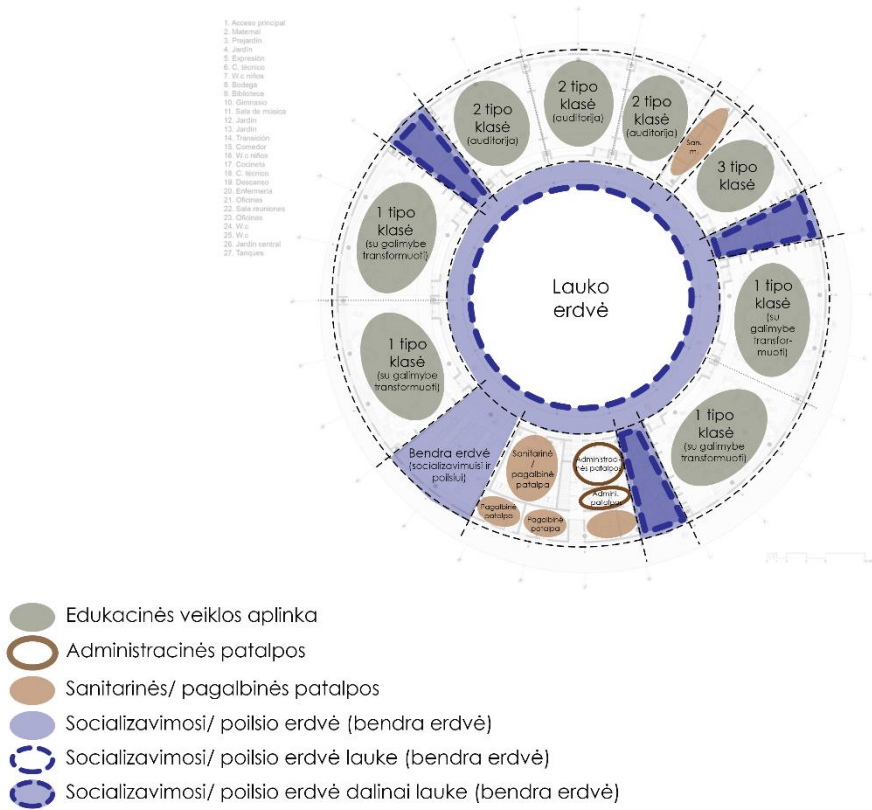 1. Acceso principal
2. Maternal
3. Prejardín
4. Jardín
5. Expresión
6. C. técnico
7. W.c niños
8. Bodega
9. Biblioteca
10. Gimnasio
11. Sala de música
12. Jardín
13. Jardín
14. Transición
15. Comedor
16. W.c niños
17. Cocineta
18. C. técnico
19. Descanso
20. Enfermería
21. Oficinas
22. Sala reuniones
23. Oficinas
24. W.c
25. W.c
26. Jardín central
27. Tanques
2 tipo
klasė
(auditorija)
2 tipo
klasė
(auditorija)
2 tipo
klasė
(auditorija)
San.
m.
3 tipo
klasė
1 tipo
klasė
(su galimybe
transformuoti)
Lauko
erdvė
1 tipo
klasė
(su
galimybe
transfor-
muoti)
1 tipo
klasė
(su galimybe
transformuoti)
1 tipo
klasė
(su galimybe
transformuoti)
Bendra erdvė
(socializavimuisi ir
poilsiui)
Sanitarinė
/
pagalbinė
patalpa
Administraci-
nės patalpos
Admini.
patalpos
Pagalbinė
patalpa
Pagalbinė
patalpa
Edukacinės veiklos aplinka
Administracinės patalpos
Sanitarinės/ pagalbinės patalpos
Socializavimosi/ poilsio erdvė (bendra erdvė)
Socializavimosi/ poilsio erdvė lauke (bendra erdvė)
Socializavimosi/ poilsio erdvė dalinai lauke (bendra erdvė)